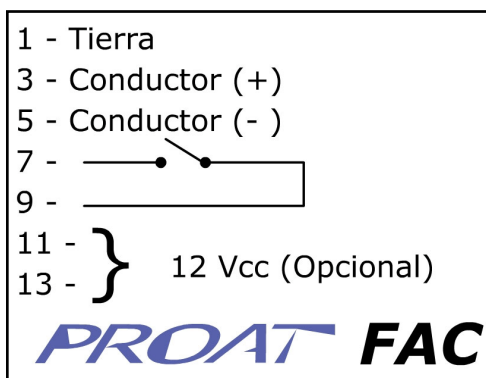 1 - Tierra
3 - Conductor (+)
5 - Conductor (- )
7 -
9 -
11 -
13 -
12 Vcc (Opcional)
PROAT FAC